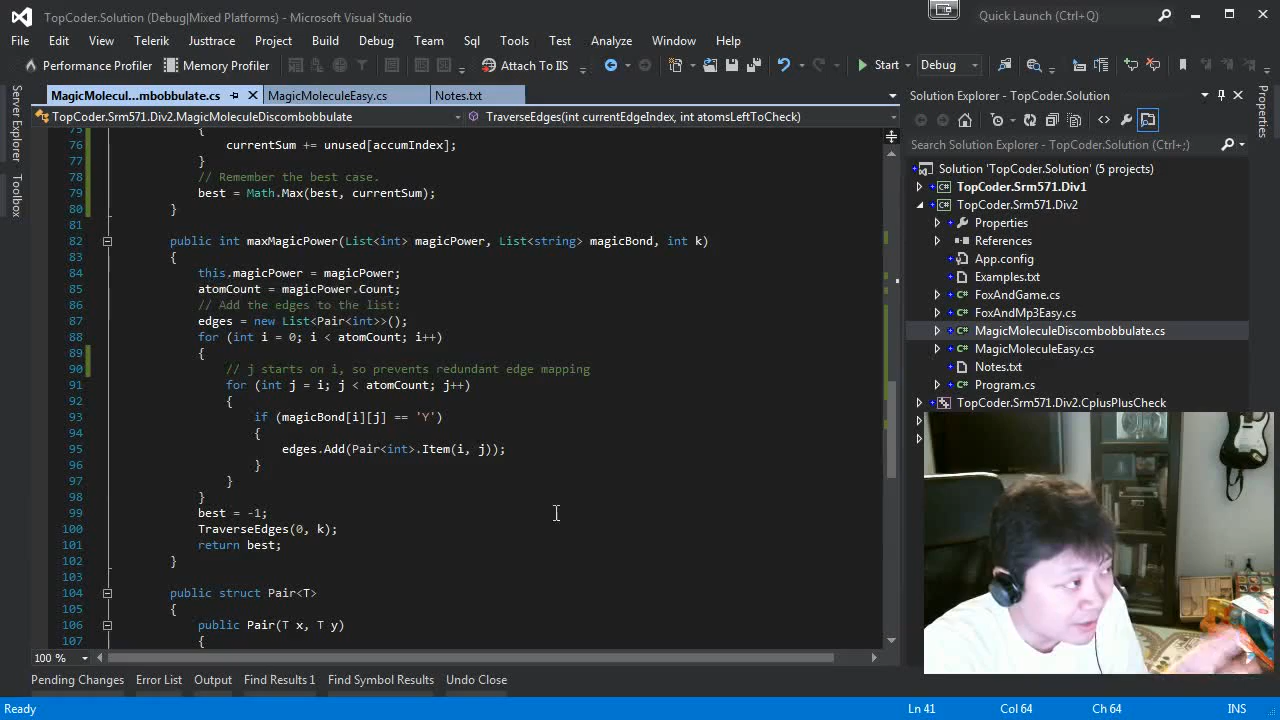 TopCoder.Solution (Debug|Mixed Platforms) - Microsoft Visual Studio
Quick Launch (Ctrl+Q)
File Edit View Telerik Justtrace Project Build Debug Team Sql Tools Test Analyze Window Help
Performance Profiler Memory Profiler Attach To IIS Start Debug
Server Explorer
Toolbox
MagicMolecul...mbobbulate.cs MagicMoleculeEasy.cs Notes.txt
TopCoder.Srm571.Div2.MagicMoleculeDiscombobbulate TraverseEdges(int currentEdgeIndex, int atomsLeftToCheck)
75 {
76 currentSum += unused[accumIndex];
77 }
78 // Remember the best case.
79 best = Math.Max(best, currentSum);
80 }
81
82 public int maxMagicPower(List<int> magicPower, List<string> magicBond, int k)
83 {
84 this.magicPower = magicPower;
85 atomCount = magicPower.Count;
86 // Add the edges to the list:
87 edges = new List<Pair<int>>();
88 for (int i = 0; i < atomCount; i++)
89 {
90 // j starts on i, so prevents redundant edge mapping
91 for (int j = i; j < atomCount; j++)
92 {
93 if (magicBond[i][j] == 'Y')
94 {
95 edges.Add(Pair<int>.Item(i, j));
96 }
97 }
98 }
99 best = -1;
100 TraverseEdges(0, k);
101 return best;
102 }
103
104 public struct Pair<T>
105 {
106 public Pair(T x, T y)
107 {
100 %
Solution Explorer - TopCoder.Solution
Search Solution Explorer - TopCoder.Solution (Ctrl+;)
Solution 'TopCoder.Solution' (5 projects)
TopCoder.Srm571.Div1
TopCoder.Srm571.Div2
Properties
References
App.config
Examples.txt
FoxAndGame.cs
FoxAndMp3Easy.cs
MagicMoleculeDiscombobbulate.cs
MagicMoleculeEasy.cs
Notes.txt
Program.cs
TopCoder.Srm571.Div2.CplusPlusCheck
Properties
Pending Changes Error List Output Find Results 1 Find Symbol Results Undo Close
Ready Ln 41 Col 64 Ch 64 INS